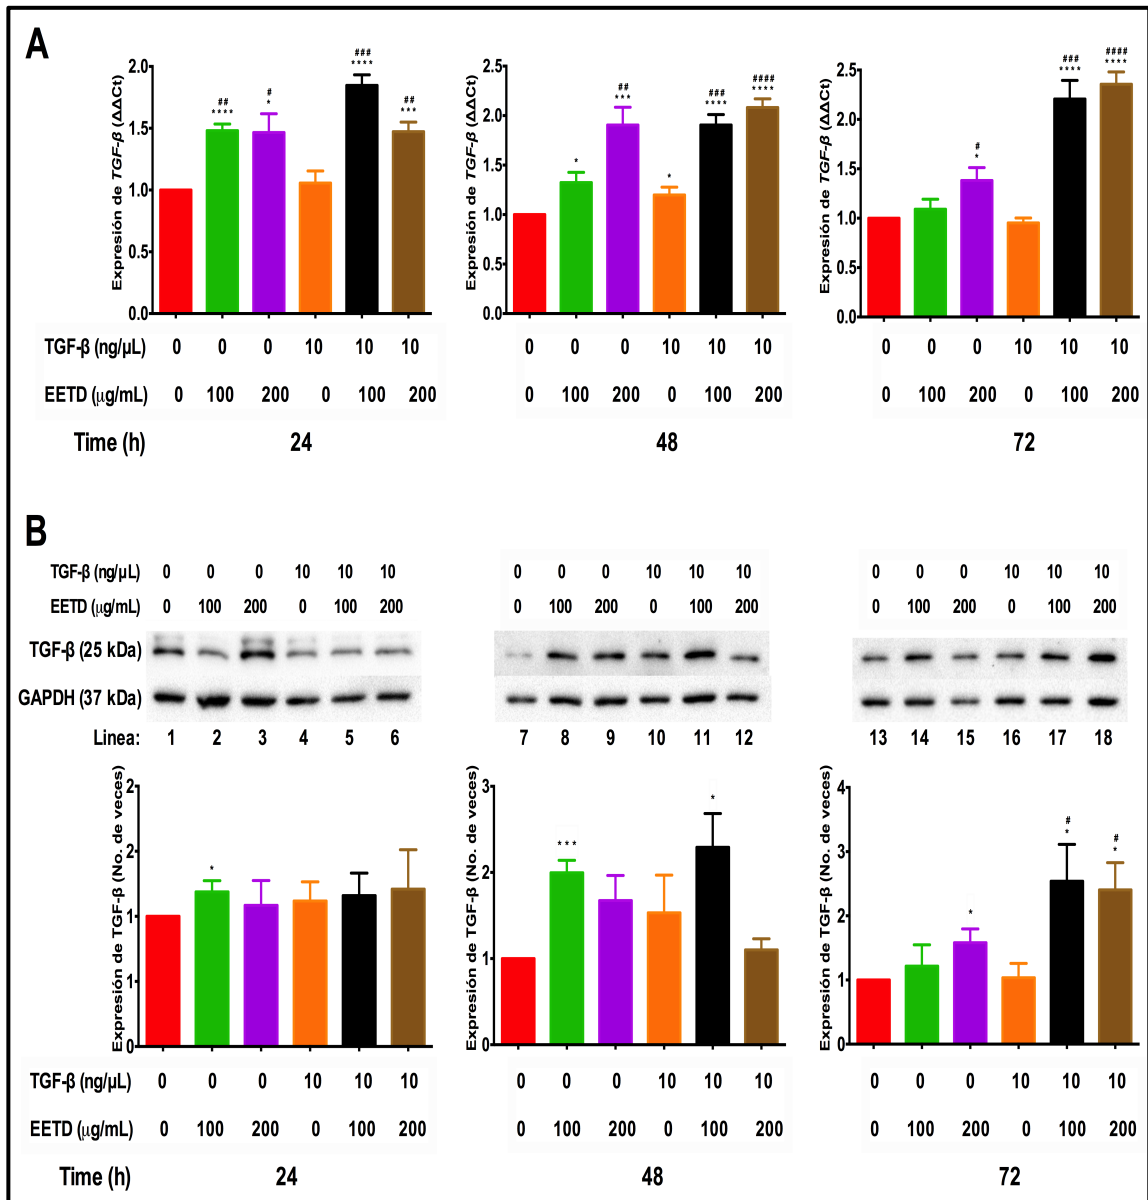 A
Expresión de TGF-β (ΔΔCt)
2.0
1.5
1.0
0.5
0.0
## ****
# *
### ****
## ***
Expresión de TGF-β (ΔΔCt)
2.5
2.0
1.5
1.0
0.5
0.0
*
## ***
*
### ****
#### ****
Expresión de TGF-β (ΔΔCt)
2.5
2.0
1.5
1.0
0.5
0.0
# *
### ****
#### ****
TGF-β (ng/µL) 0 0 0 10 10 10 0 0 0 10 10 10 0 0 0 10 10 10
EETD (µg/mL) 0 100 200 0 100 200 0 100 200 0 100 200 0 100 200 0 100 200
Time (h) 24 48 72
B
TGF-β (ng/µL) 0 0 0 10 10 10 0 0 0 10 10 10 0 0 0 10 10 10
EETD (µg/mL) 0 100 200 0 100 200 0 100 200 0 100 200 0 100 200 0 100 200
TGF-β (25 kDa)
GAPDH (37 kDa)
Linea: 1 2 3 4 5 6 7 8 9 10 11 12 13 14 15 16 17 18
Expresión de TGF-β (No. de veces)
2
2
1
1
0
*
Expresión de TGF-β (No. de veces)
3
2
1
0
***
*
Expresión de TGF-β (No. de veces)
4
3
2
1
0
*
# *
# *
TGF-β (ng/µL) 0 0 0 10 10 10 0 0 0 10 10 10 0 0 0 10 10 10
EETD (µg/mL) 0 100 200 0 100 200 0 100 200 0 100 200 0 100 200 0 100 200
Time (h) 24 48 72